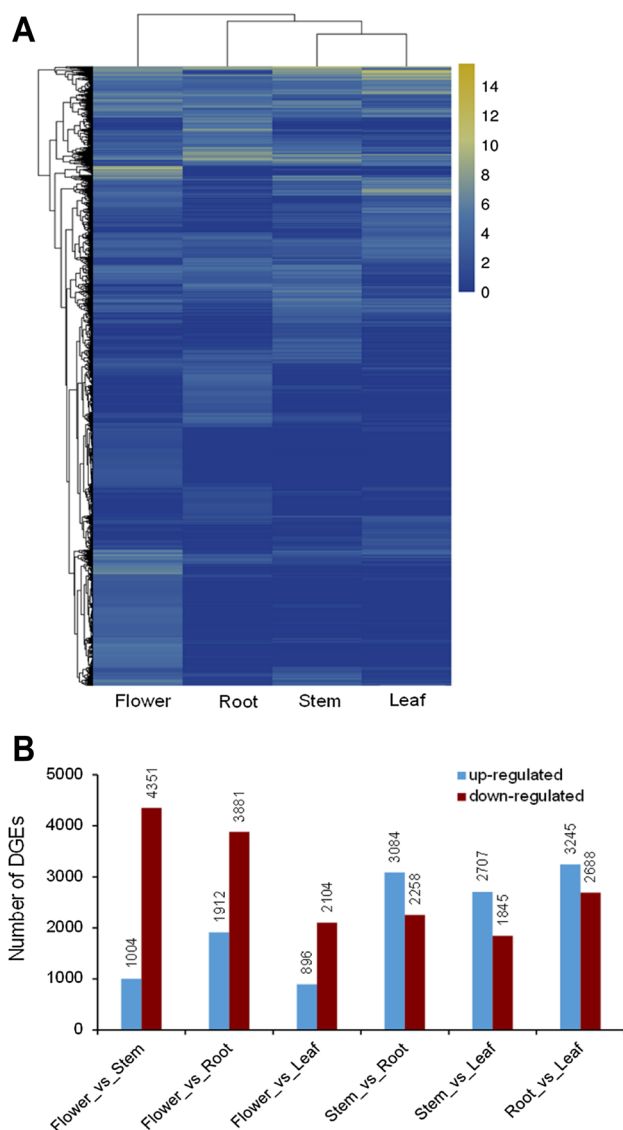 A
14
12
10
8
6
4
2
0
Flower Root Stem Leaf
B
Number of DGEs
5000
4000
3000
2000
1000
0
up-regulated
down-regulated
1004
4351
1912
3881
896
2104
3084
2258
2707
1845
3245
2688
Flower_vs_Stem
Flower_vs_Root
Flower_vs_Leaf
Stem_vs_Root
Stem_vs_Leaf
Root_vs_Leaf